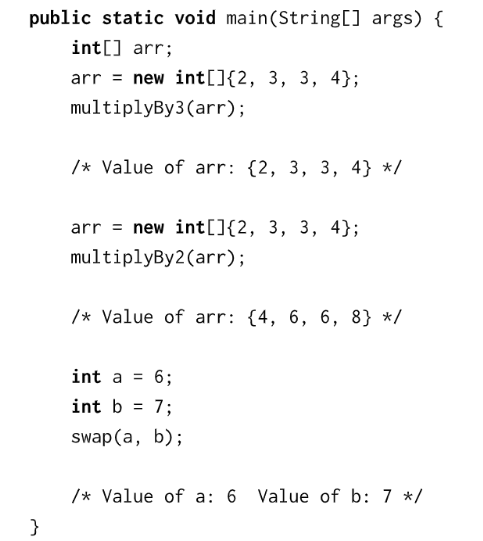 public static void main(String[] args) {
    int[] arr;
    arr = new int[]{2, 3, 3, 4};
    multiplyBy3(arr);

    /* Value of arr: {2, 3, 3, 4} */

    arr = new int[]{2, 3, 3, 4};
    multiplyBy2(arr);

    /* Value of arr: {4, 6, 6, 8} */

    int a = 6;
    int b = 7;
    swap(a, b);

    /* Value of a: 6  Value of b: 7 */
}